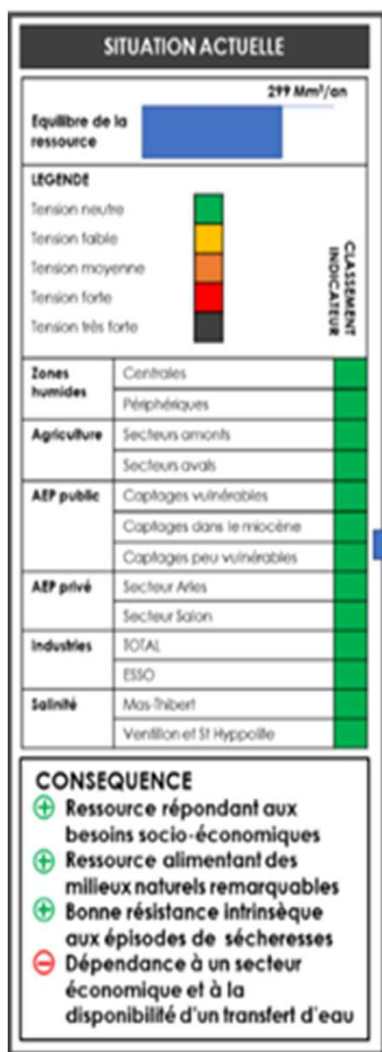 SITUATION ACTUELLE
299 Mm³/an
Equilibre de la
ressource
LEGENDE
Tension neutre
Tension faible
Tension moyenne
Tension forte
Tension très forte
CLASSEMENT
INDICATEUR
Zones
humides
Centrales
Périphériques
Agriculture
Secteurs amonts
Secteurs avals
AEP public
Captages vulnérables
Captages dans le miocène
Captages peu vulnérables
AEP privé
Secteur Arles
Secteur Salon
Industries
TOTAL
ESSO
Salinité
Mas-Thibert
Ventillon et St Hyppolite
CONSEQUENCE
Ressource répondant aux
besoins socio-économiques
Ressource alimentant des
milieux naturels remarquables
Bonne résistance intrinsèque
aux épisodes de sécheresses
Dépendance à un secteur
économique et à la
disponibilité d'un transfert d'eau